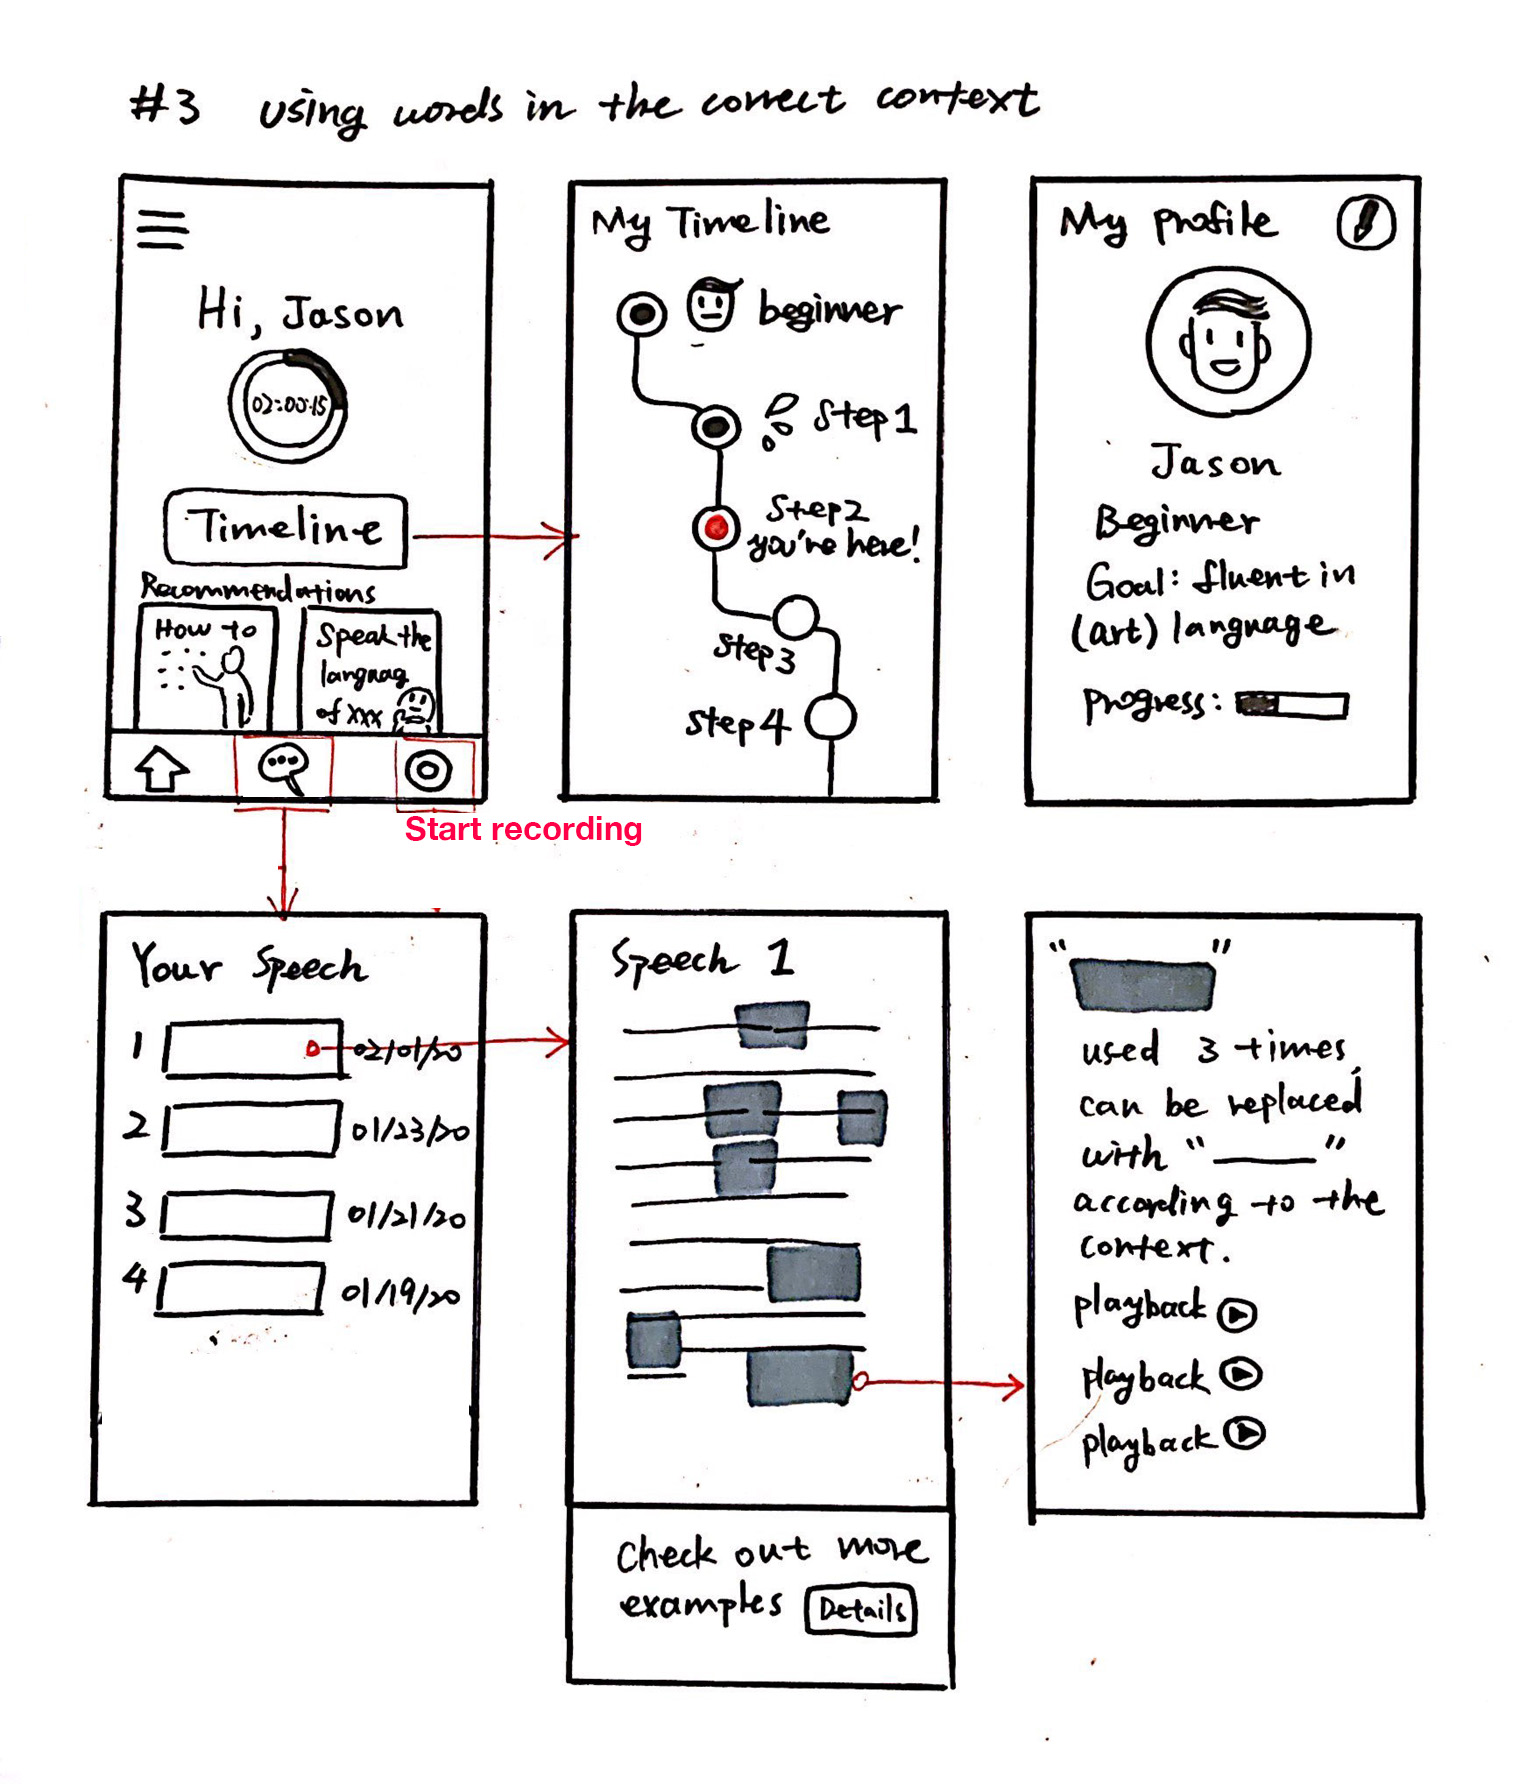 #3 using words in the correct context
Hi, Jason
02:00:15
Timeline
Recommendations
How to
Speak the
languag
of xxx
Start recording
My Timeline
beginner
Step 1
Step 2
you're here!
Step 3
Step 4
My profile
Jason
Beginner
Goal: fluent in
(art) language
progress:
Your Speech
1 02/01/20
2 01/23/20
3 01/21/20
4 01/19/20
Speech 1
Check out more
examples Details
" "
used 3 times,
can be replaced
with "____"
according to the
context.
playback
playback
playback